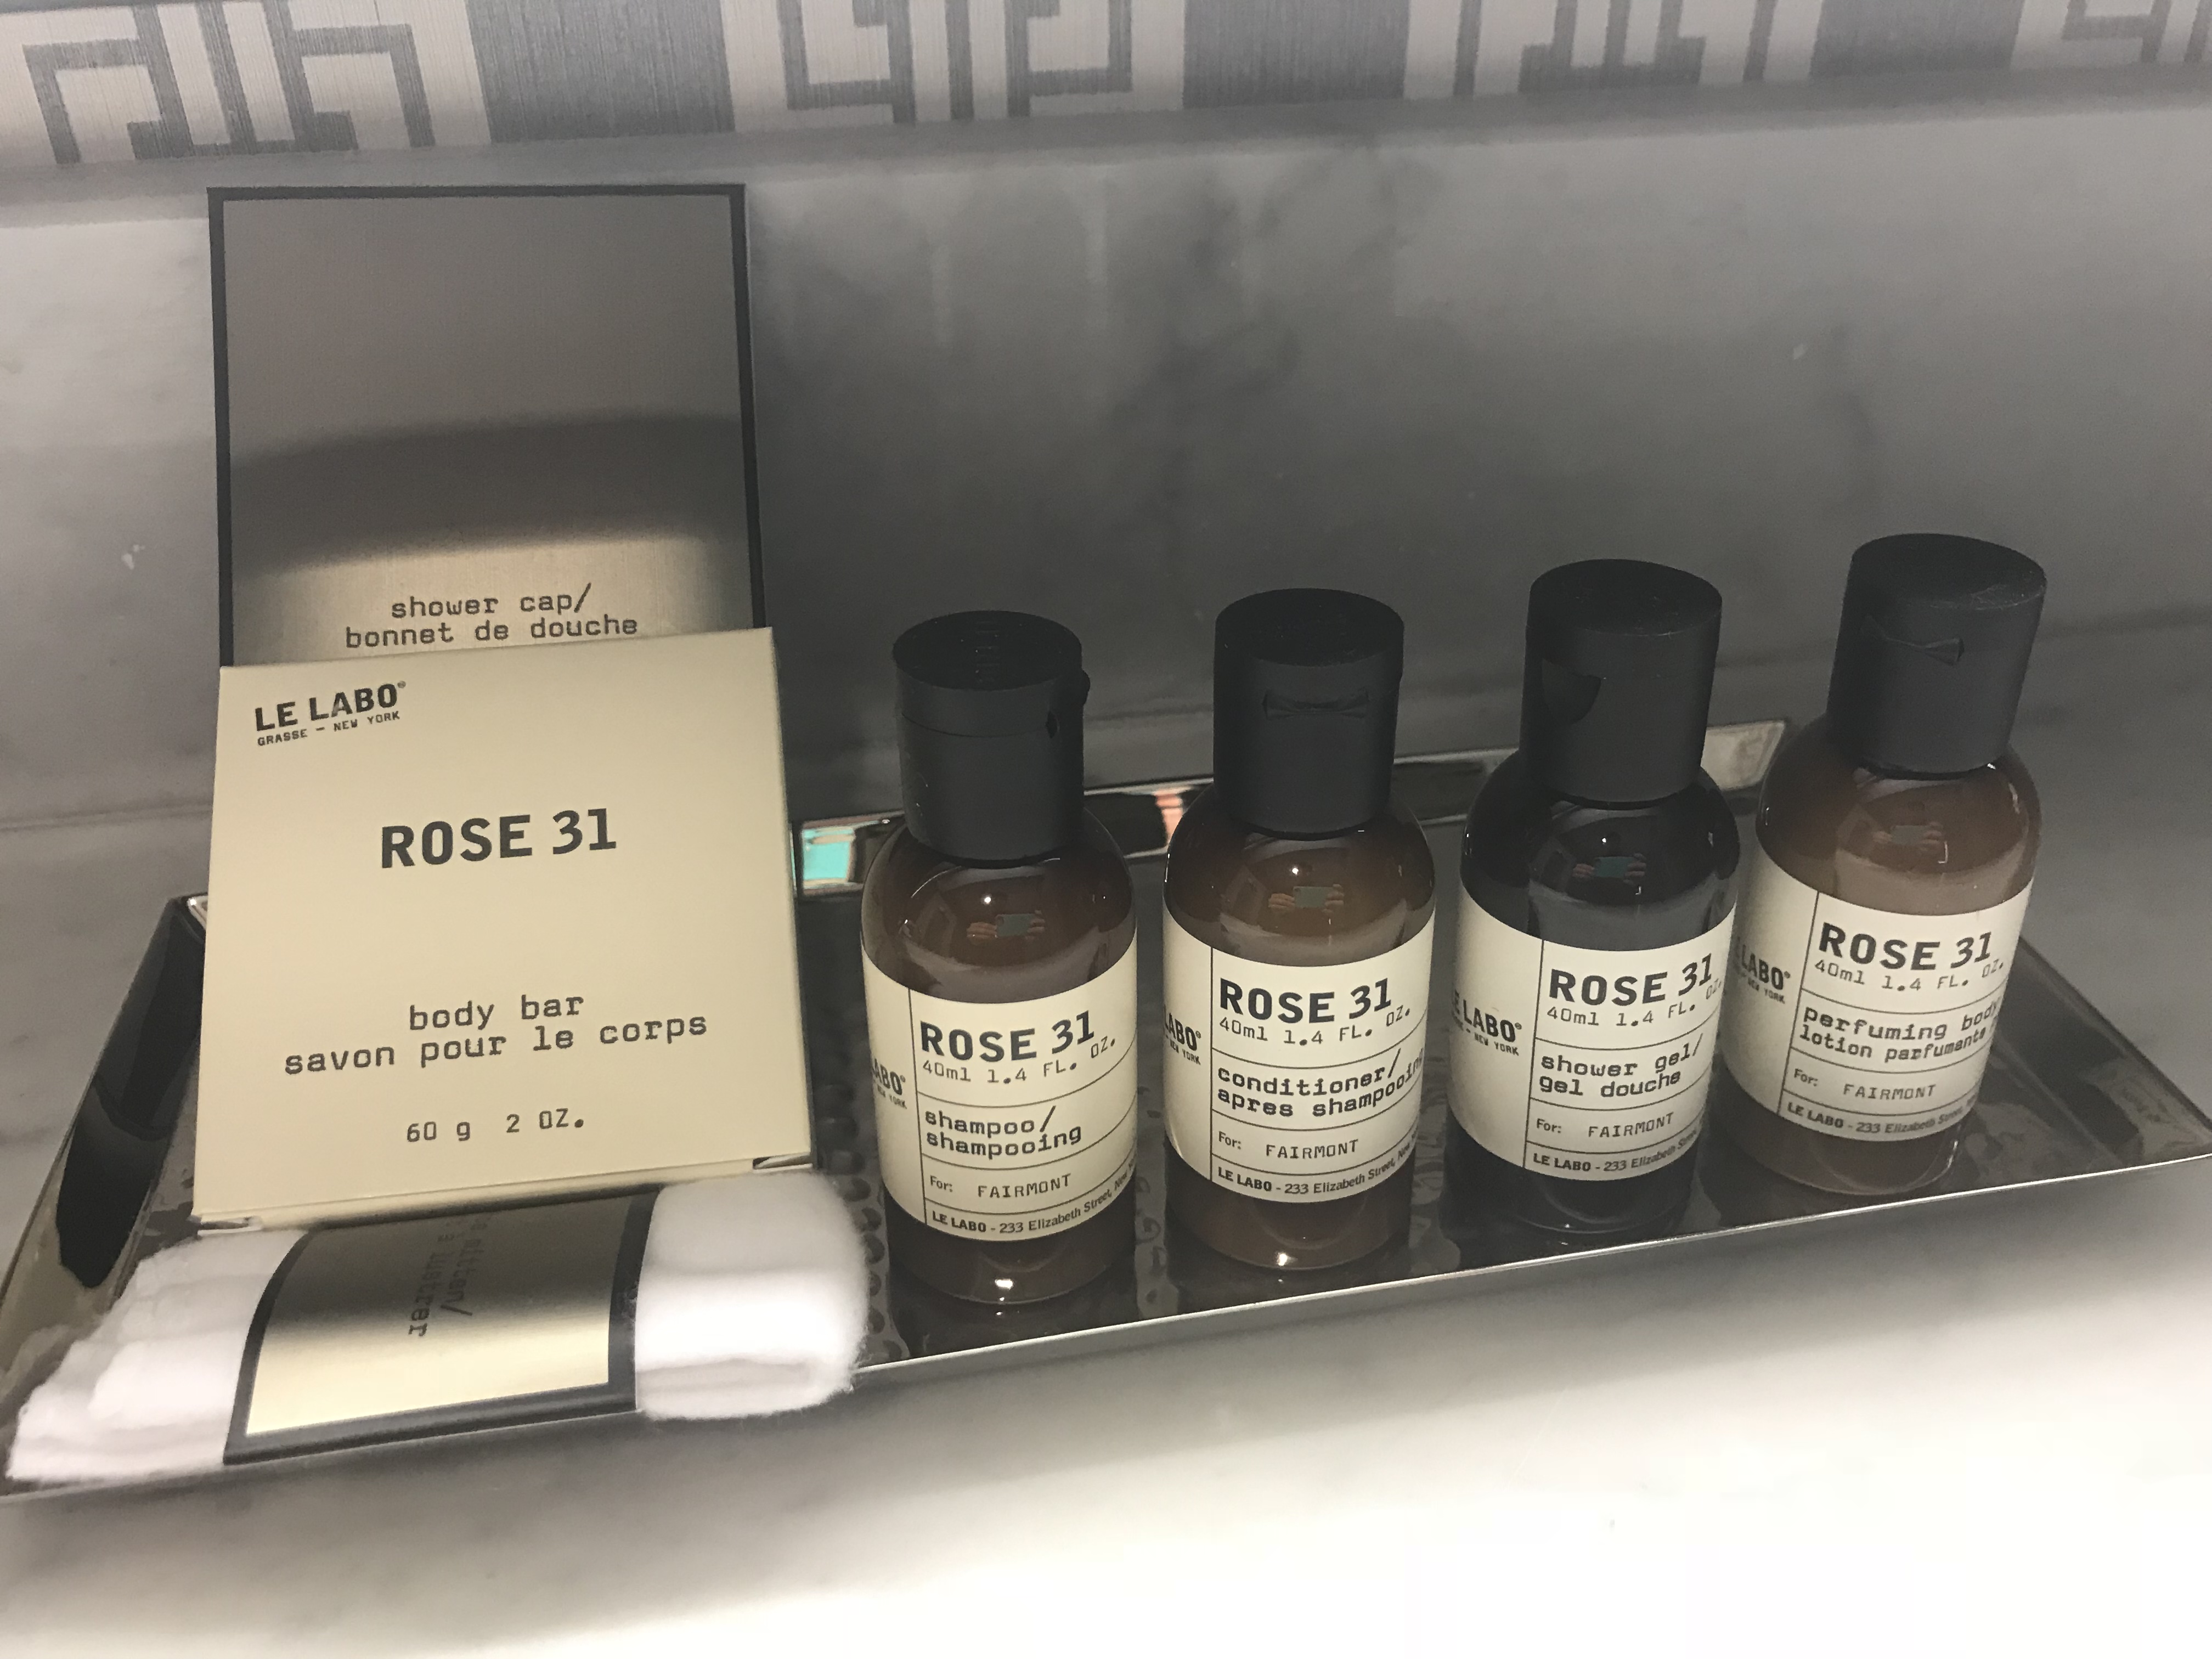 shower cap/
bonnet de douche
LE LABO®
GRASSE – NEW YORK
ROSE 31
body bar
savon pour le corps
60 g 2 OZ.
ROSE 31
40ml 1.4 FL. OZ.
shampoo/
shampooing
For: FAIRMONT
LE LABO - 233 Elizabeth Street,
ROSE 31
40ml 1.4 FL. OZ.
conditioner/
apres shampooing
For: FAIRMONT
LE LABO - 233 Elizabeth Street,
LE LABO®
NEW YORK
ROSE 31
40ml 1.4 FL. OZ.
shower gel/
gel douche
For: FAIRMONT
LE LABO - 233 Elizabeth
LE LABO®
NEW YORK
ROSE 31
40ml 1.4 FL. OZ.
perfuming body
lotion parfumante
For: FAIRMONT
LE LABO - 233 Elizabeth Street,